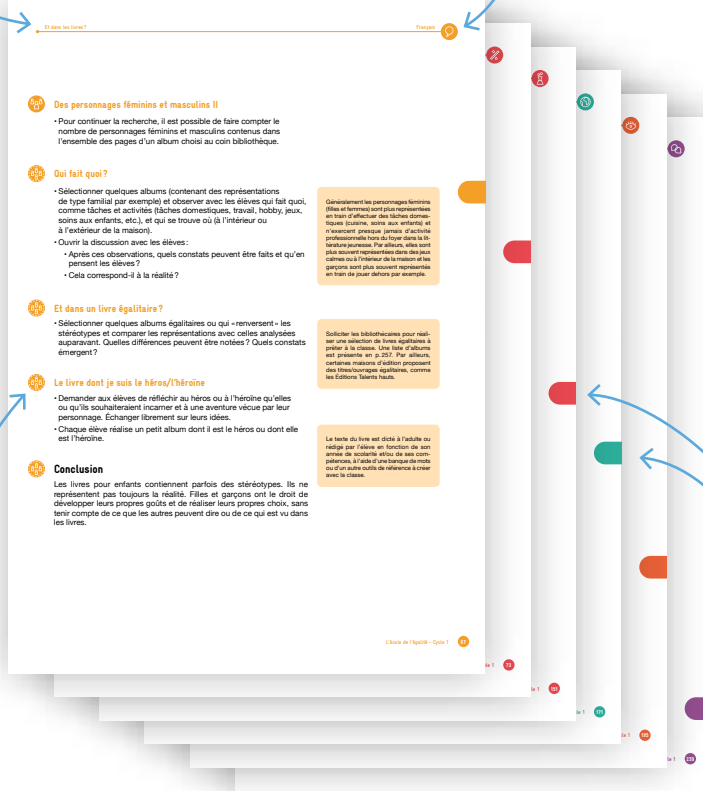 Et dans les livres?
Français
Des personnages féminins et masculins II
• Pour continuer la recherche, il est possible de faire compter le
nombre de personnages féminins et masculins contenus dans
l'ensemble des pages d'un album choisi au coin bibliothèque.
Qui fait quoi?
• Sélectionner quelques albums (contenant des représentations
de type familial par exemple) et observer avec les élèves qui fait quoi,
comme tâches et activités (tâches domestiques, travail, hobby, jeux,
soins aux enfants, etc.), et qui se trouve où (à l'intérieur ou
à l'extérieur de la maison).
• Ouvrir la discussion avec les élèves:
• Après ces observations, quels constats peuvent être faits et qu'en
pensent les élèves?
• Cela correspond-il à la réalité?
Généralement les personnages féminins
(filles et femmes) sont plus représentées
en train d'effectuer des tâches domes-
tiques (cuisine, soins aux enfants) et
n'exercent presque jamais d'activité
professionnelle hors du foyer dans la lit-
térature jeunesse. Par ailleurs, elles sont
plus souvent représentées dans des jeux
calmes ou à l'intérieur de la maison et les
garçons sont plus souvent représentés
en train de jouer dehors par exemple.
Et dans un livre égalitaire?
• Sélectionner quelques albums égalitaires ou qui «renversent» les
stéréotypes et comparer les représentations avec celles analysées
auparavant. Quelles différences peuvent être notées? Quels constats
émergent?
Solliciter les bibliothécaires pour réali-
ser une sélection de livres égalitaires à
prêter à la classe. Une liste d'albums
est présente en p.257. Par ailleurs,
certaines maisons d'édition proposent
des titres/ouvrages égalitaires, comme
les Éditions Talents hauts.
Le livre dont je suis le héros/l'héroïne
• Demander aux élèves de réfléchir au héros ou à l'héroïne qu'elles
ou qu'ils souhaiteraient incarner et à une aventure vécue par leur
personnage. Échanger librement sur leurs idées.
• Chaque élève réalise un petit album dont il est le héros ou dont elle
est l'héroïne.
Le texte du livre est dicté à l'adulte ou
rédigé par l'élève en fonction de son
année de scolarité et/ou de ses com-
pétences, à l'aide d'une banque de mots
ou d'un autre outils de référence à créer
avec la classe.
Conclusion
Les livres pour enfants contiennent parfois des stéréotypes. Ils ne
représentent pas toujours la réalité. Filles et garçons ont le droit de
développer leurs propres goûts et de réaliser leurs propres choix, sans
tenir compte de ce que les autres peuvent dire ou de ce qui est vu dans
les livres.
L'école de l'égalité – Cycle 1